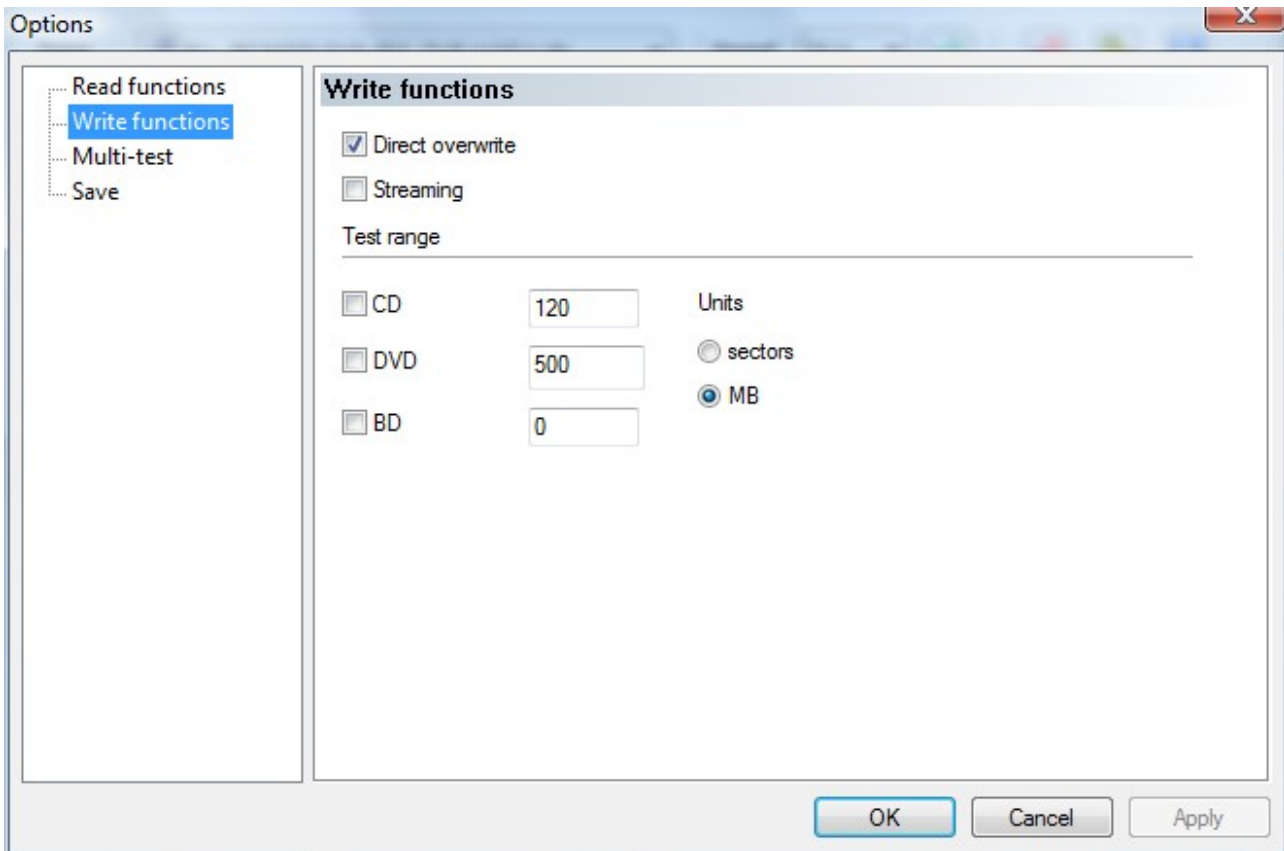 Options
Read functions
Write functions
Multi-test
Save
Write functions
Direct overwrite
Streaming
Test range
CD 120 Units
DVD 500 sectors
MB
BD 0
OK Cancel Apply